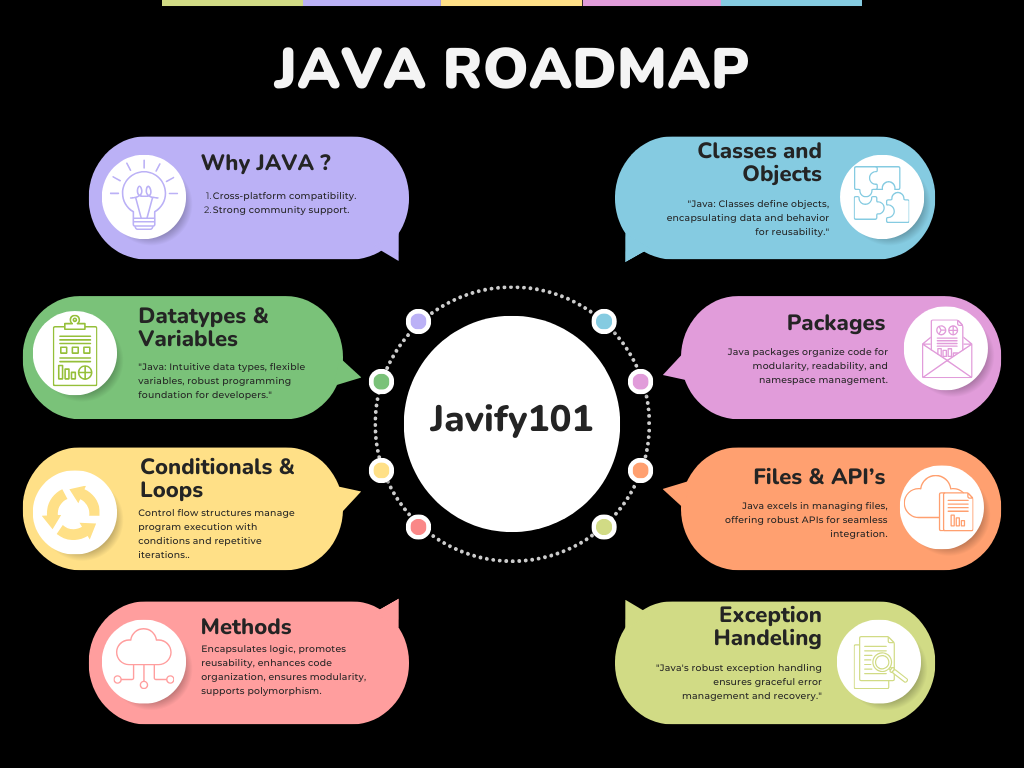 JAVA ROADMAP
Why JAVA ?
1. Cross-platform compatibility.
2. Strong community support.
Datatypes &
Variables
"Java: Intuitive data types, flexible
variables, robust programming
foundation for developers."
Conditionals &
Loops
Control flow structures manage
program execution with
conditions and repetitive
iterations..
Methods
Encapsulates logic, promotes
reusability, enhances code
organization, ensures modularity,
supports polymorphism.
Javify101
Classes and
Objects
"Java: Classes define objects,
encapsulating data and behavior
for reusability."
Packages
Java packages organize code for
modularity, readability, and
namespace management.
Files & API’s
Java excels in managing files,
offering robust APIs for seamless
integration.
Exception
Handeling
"Java's robust exception handling
ensures graceful error
management and recovery."